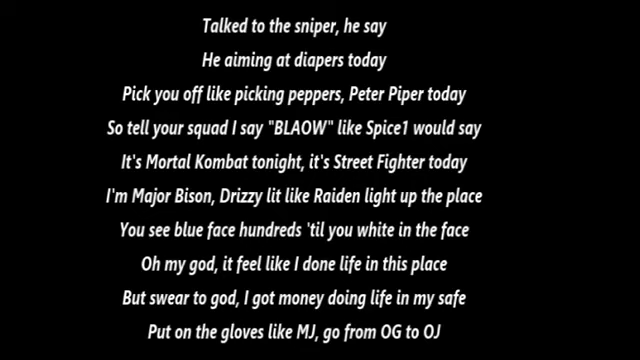 Talked to the sniper, he say
He aiming at diapers today
Pick you off like picking peppers, Peter Piper today
So tell your squad I say "BLAOW" like Spice1 would say
It's Mortal Kombat tonight, it's Street Fighter today
I'm Major Bison, Drizzy lit like Raiden light up the place
You see blue face hundreds 'til you white in the face
Oh my god, it feel like I done life in this place
But swear to god, I got money doing life in my safe
Put on the gloves like MJ, go from OG to OJ